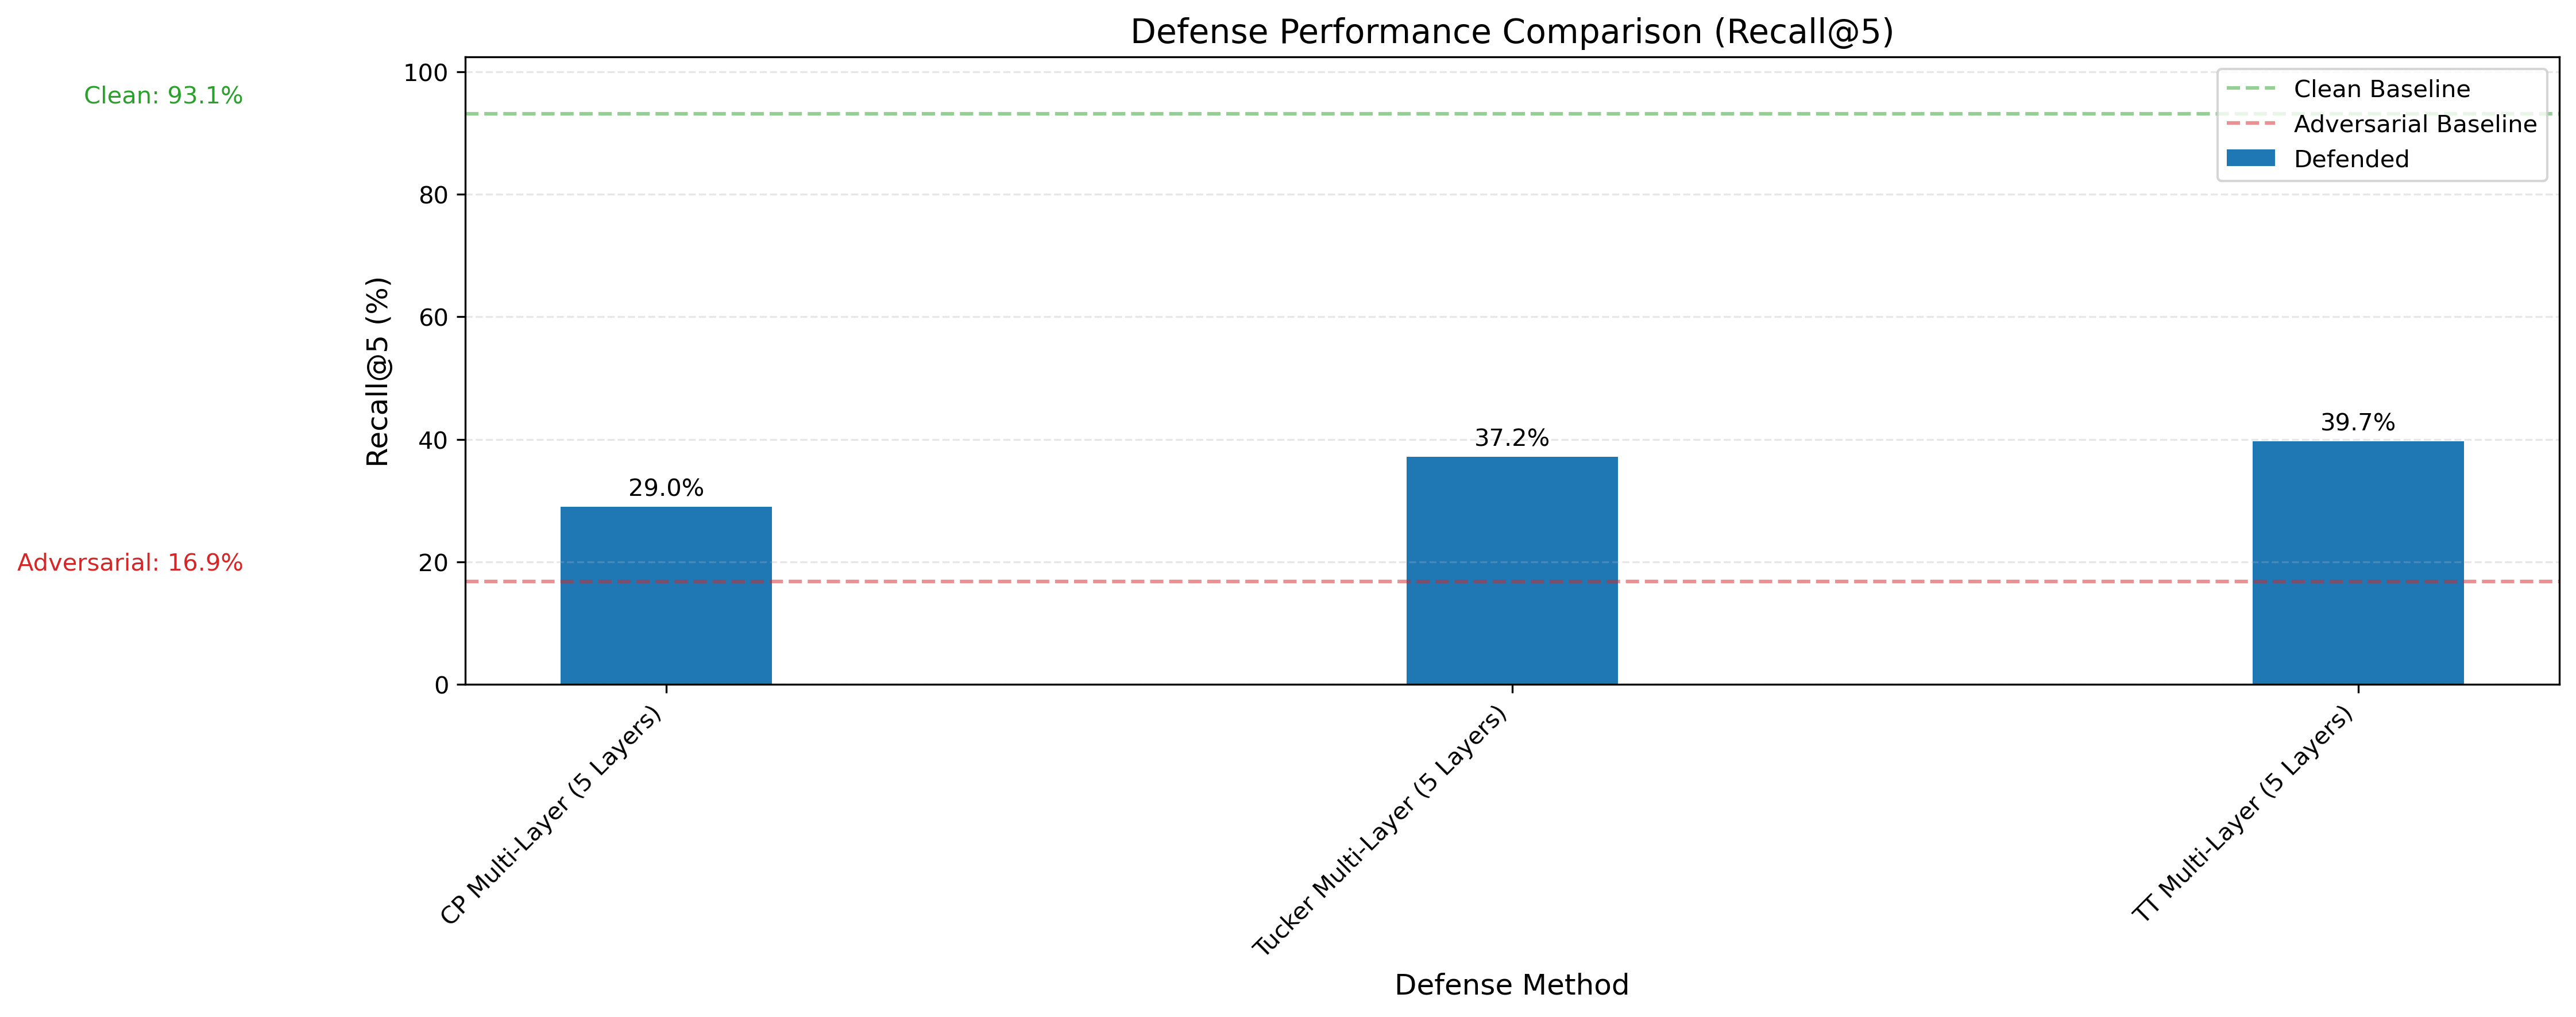 Defense Performance Comparison (Recall@5)
Clean: 93.1%
Adversarial: 16.9%
Recall@5 (%)
100
80
60
40
20
0
Clean Baseline
Adversarial Baseline
Defended
29.0%
37.2%
39.7%
CP Multi-Layer (5 Layers)
Tucker Multi-Layer (5 Layers)
TT Multi-Layer (5 Layers)
Defense Method